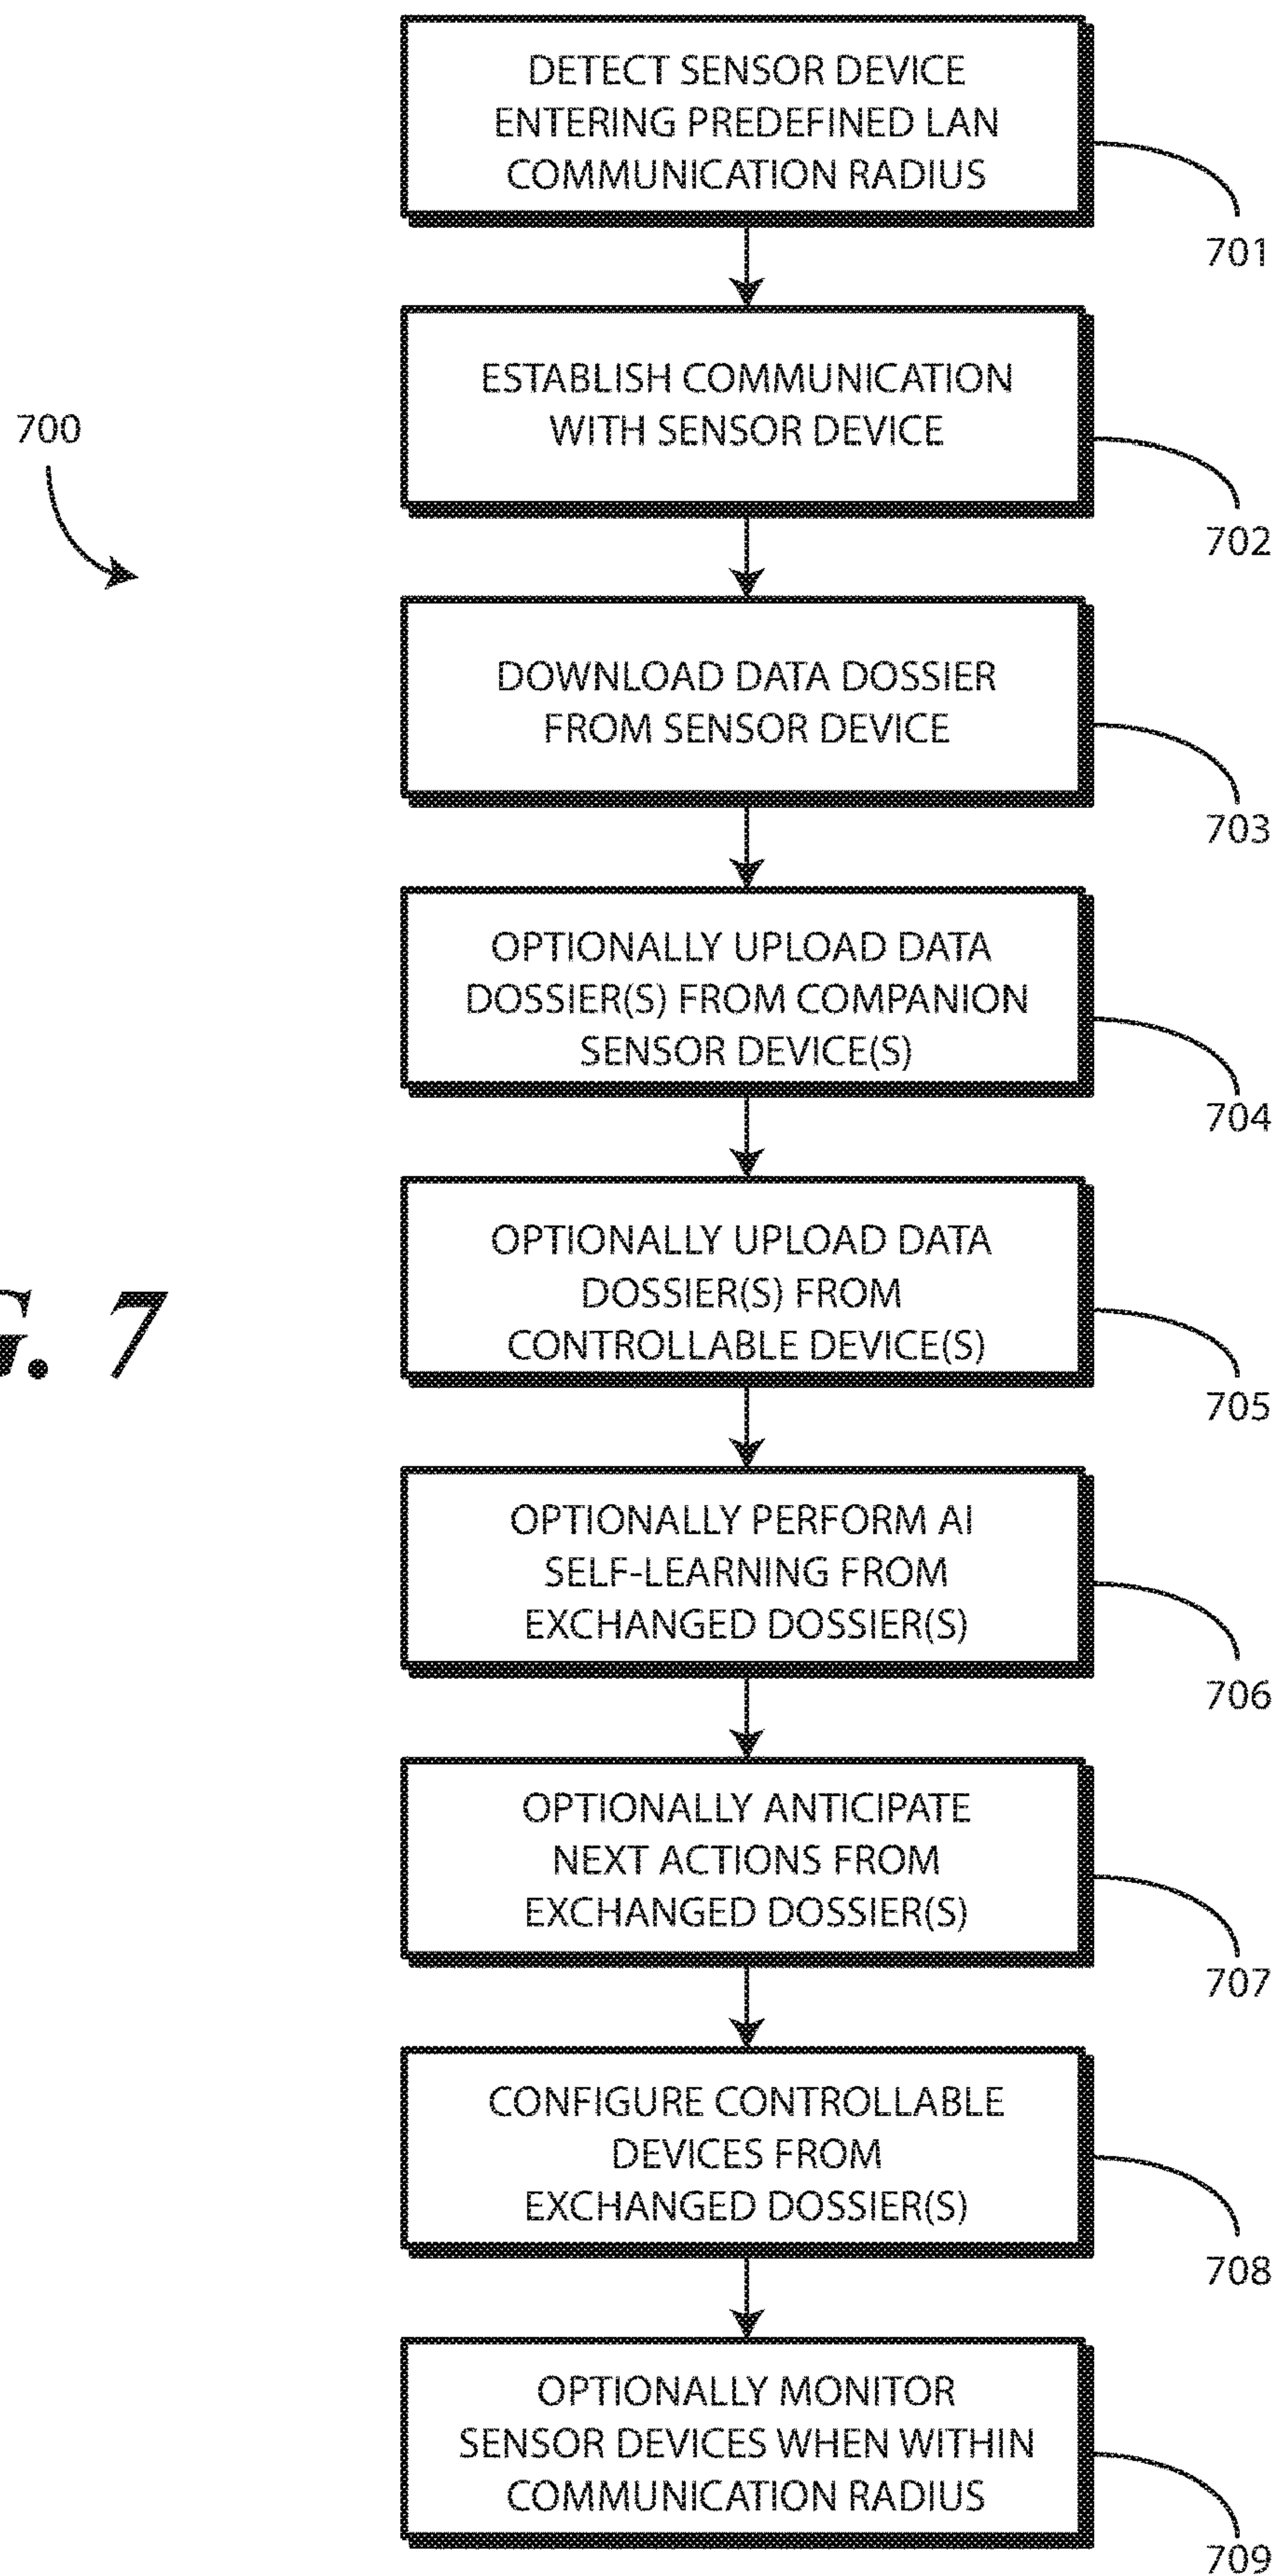 DETECT SENSOR DEVICE
ENTERING PREDEFINED LAN
COMMUNICATION RADIUS
701
ESTABLISH COMMUNICATION
WITH SENSOR DEVICE
702
700
DOWNLOAD DATA DOSSIER
FROM SENSOR DEVICE
703
OPTIONALLY UPLOAD DATA
DOSSIER(S) FROM COMPANION
SENSOR DEVICE(S)
704
OPTIONALLY UPLOAD DATA
DOSSIER(S) FROM
CONTROLLABLE DEVICE(S)
705
G. 7
OPTIONALLY PERFORM AI
SELF-LEARNING FROM
EXCHANGED DOSSIER(S)
706
OPTIONALLY ANTICIPATE
NEXT ACTIONS FROM
EXCHANGED DOSSIER(S)
707
CONFIGURE CONTROLLABLE
DEVICES FROM
EXCHANGED DOSSIER(S)
708
OPTIONALLY MONITOR
SENSOR DEVICES WHEN WITHIN
COMMUNICATION RADIUS
709